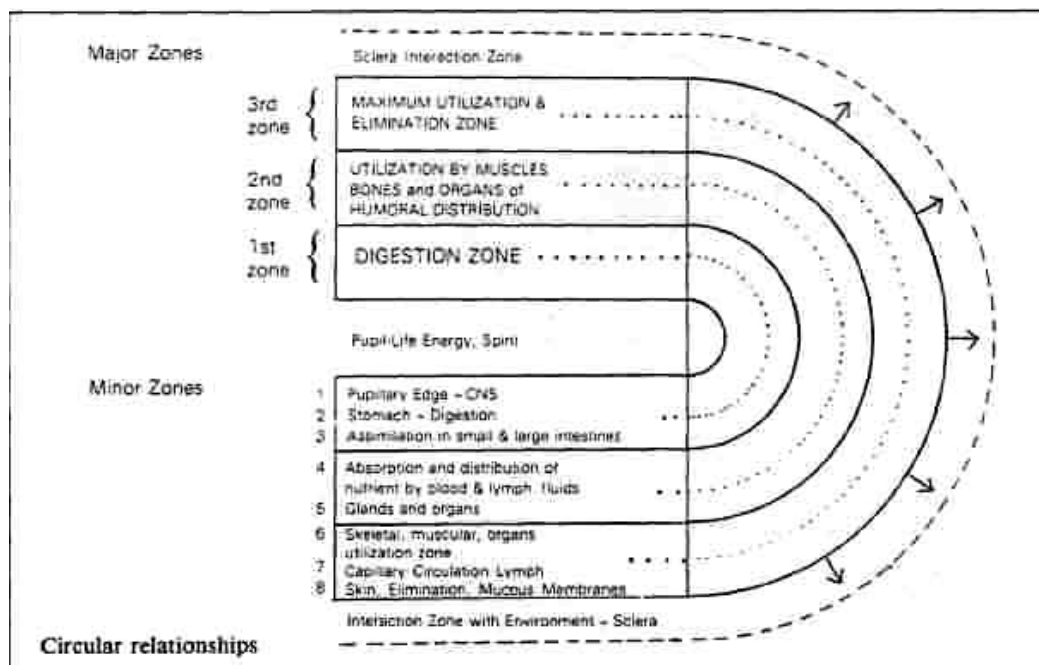 Major Zones
Sclera Interaction Zone
3rd zone
MAXIMUM UTILIZATION &
ELIMINATION ZONE
2nd zone
UTILIZATION BY MUSCLES
BONES and ORGANS of
HUMORAL DISTRIBUTION
1st zone
DIGESTION ZONE
Pupil-Life Energy, Spirit
Minor Zones
1 Pupillary Edge - CNS
2 Stomach - Digestion
3 Assimilation in small & large intestines
4 Absorption and distribution of
nutrient by blood & lymph fluids
5 Glands and organs
6 Skeletal, muscular, organs
utilization zone
7 Capillary Circulation Lymph
8 Skin, Elimination, Mucous Membranes
Interaction Zone with Environment - Sclera
Circular relationships